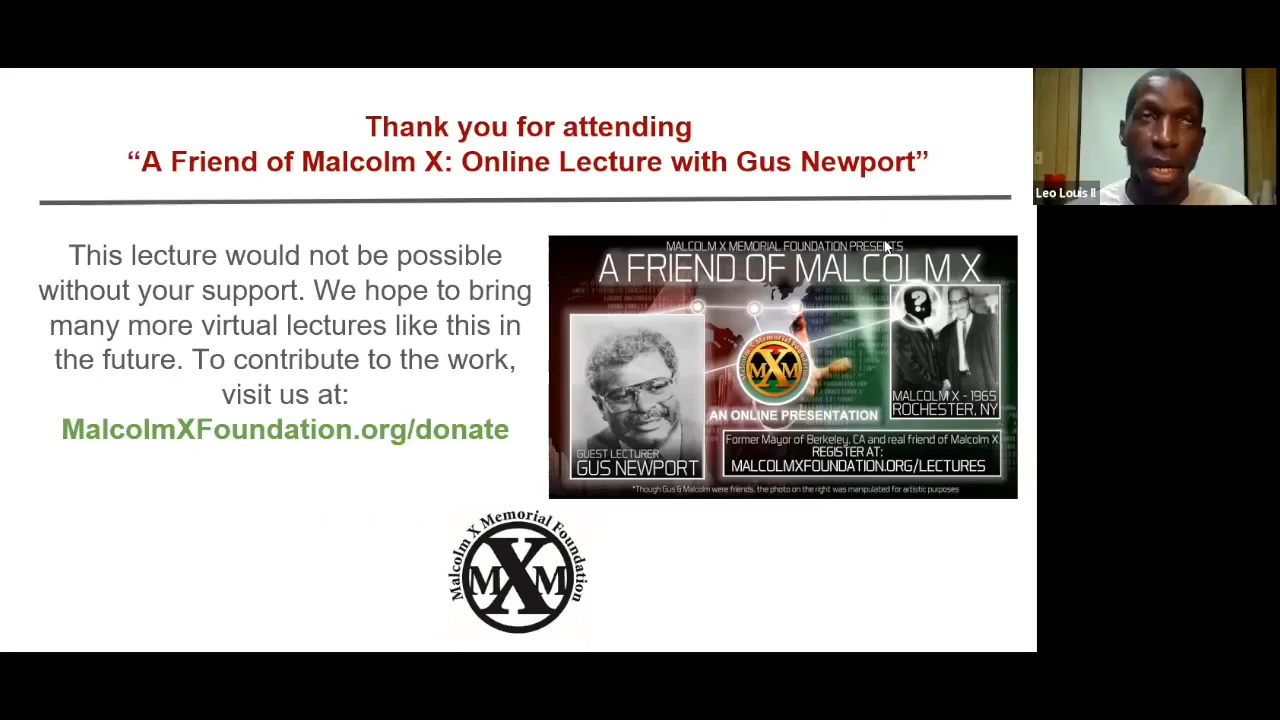 Thank you for attending
“A Friend of Malcolm X: Online Lecture with Gus Newport”
This lecture would not be possible
without your support. We hope to bring
many more virtual lectures like this in
the future. To contribute to the work,
visit us at:
MalcolmXFoundation.org/donate
MALCOLM X MEMORIAL FOUNDATION PRESENTS
A FRIEND OF MALCOLM X
?
Malcolm X Memorial Foundation
MXM
AN ONLINE PRESENTATION
GUEST LECTURER
GUS NEWPORT
MALCOLM X - 1965
ROCHESTER, NY
Former Mayor of Berkeley, CA and real friend of Malcolm X
REGISTER AT:
MALCOLMXFOUNDATION.ORG/LECTURES
*Though Gus & Malcolm were friends, the photo on the right was manipulated for artistic purposes
Malcolm X Memorial Foundation
MXM
Leo Louis II